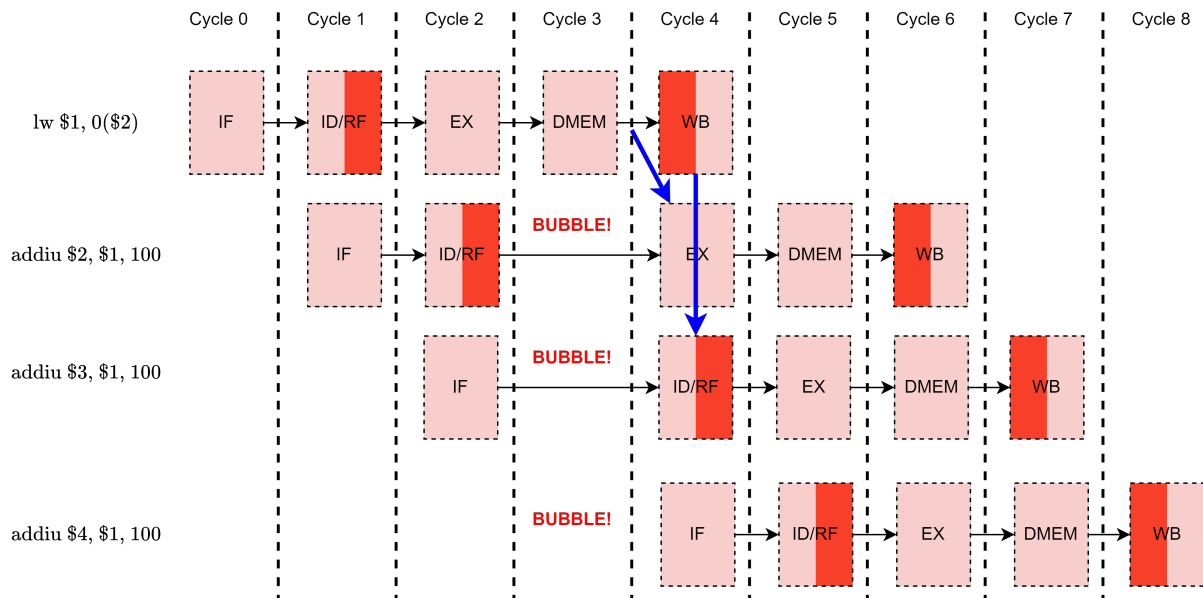 Cycle 0 Cycle 1 Cycle 2 Cycle 3 Cycle 4 Cycle 5 Cycle 6 Cycle 7 Cycle 8
lw $1, 0($2) IF ID/RF EX DMEM WB
BUBBLE!
addiu $2, $1, 100 IF ID/RF EX DMEM WB
BUBBLE!
addiu $3, $1, 100 IF ID/RF EX DMEM WB
BUBBLE!
addiu $4, $1, 100 IF ID/RF EX DMEM WB